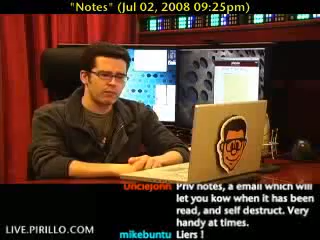 "Notes" (Jul 02, 2008 09:25pm)
UncleJohn Priv notes, a email which will
let you kow when it has been
read, and self destruct. Very
handy at times.
mikebuntu Liers !
LIVE.PIRILLO.COM